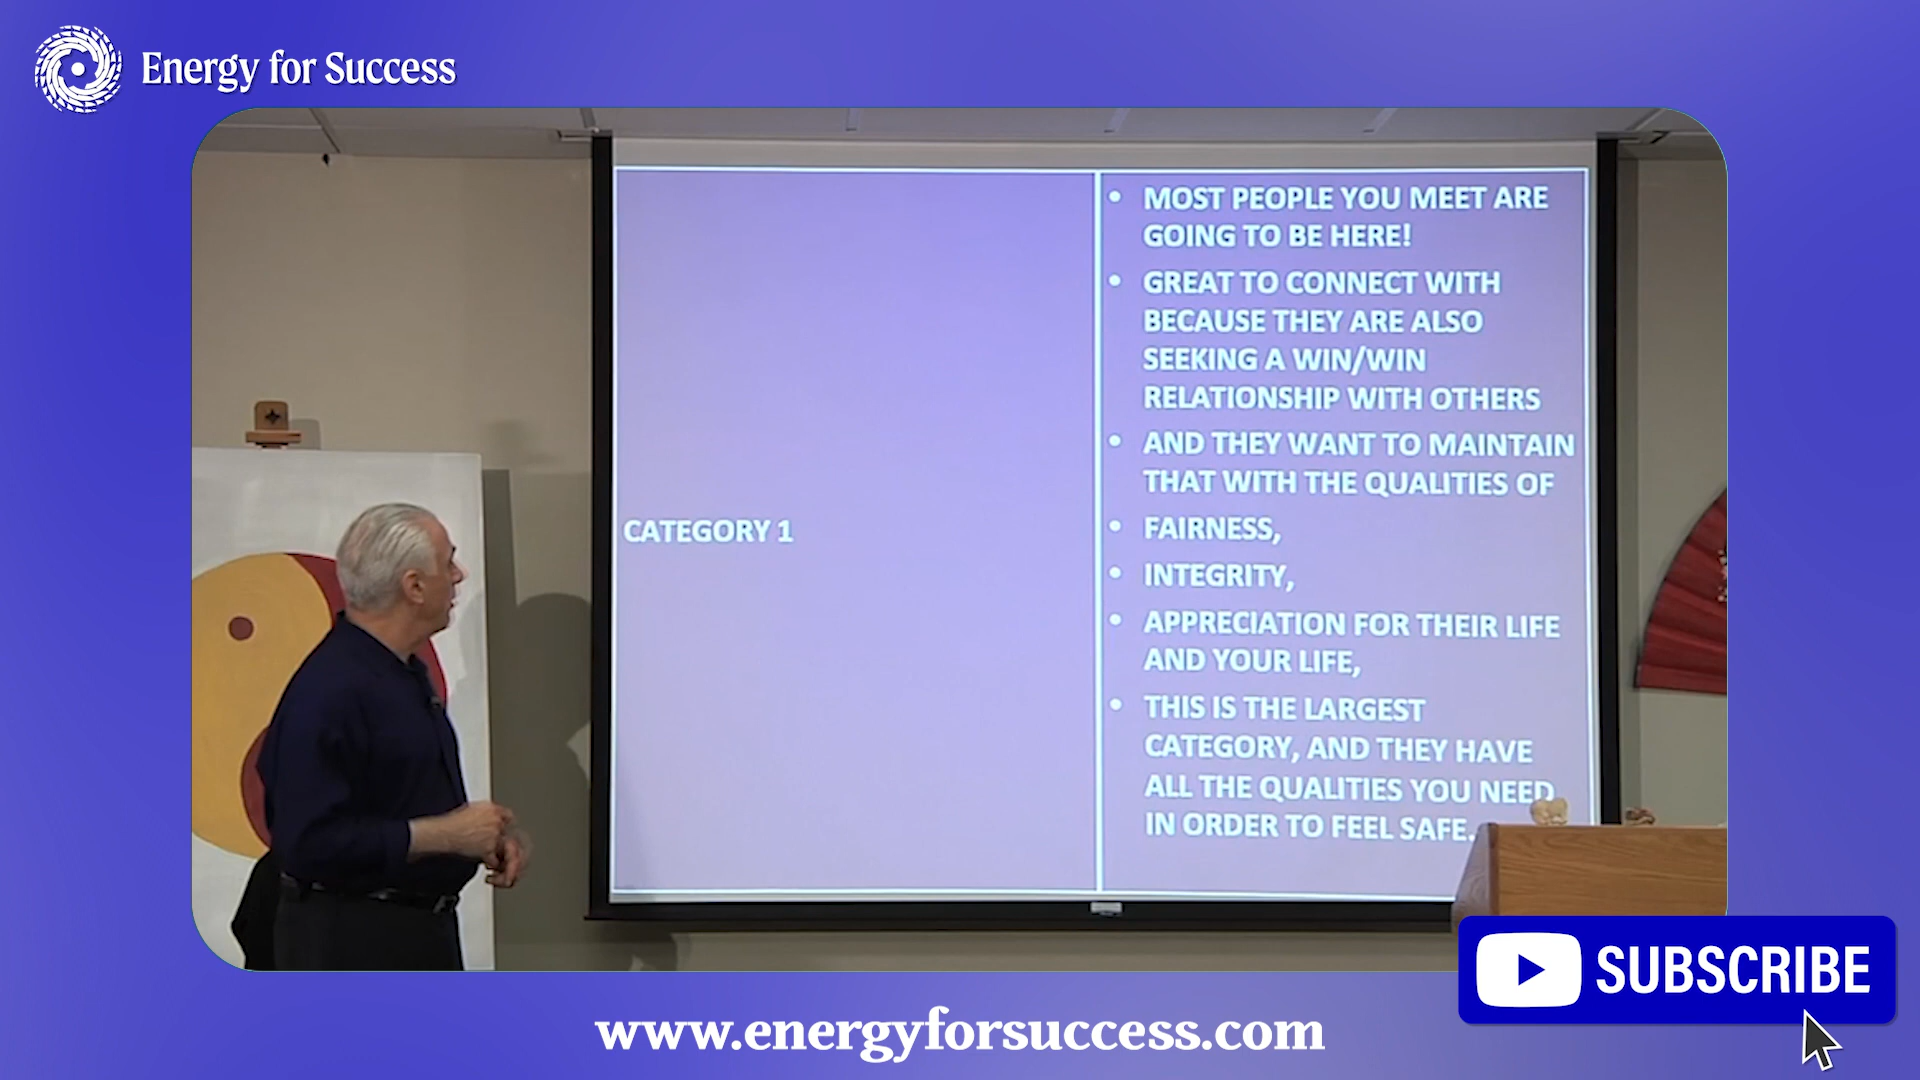 Energy for Success
MOST PEOPLE YOU MEET ARE
GOING TO BE HERE!
GREAT TO CONNECT WITH
BECAUSE THEY ARE ALSO
SEEKING A WIN/WIN
RELATIONSHIP WITH OTHERS
AND THEY WANT TO MAINTAIN
THAT WITH THE QUALITIES OF
CATEGORY 1
FAIRNESS,
INTEGRITY,
APPRECIATION FOR THEIR LIFE
AND YOUR LIFE,
THIS IS THE LARGEST
CATEGORY, AND THEY HAVE
ALL THE QUALITIES YOU NEED
IN ORDER TO FEEL SAFE.
SUBSCRIBE
www.energyforsuccess.com